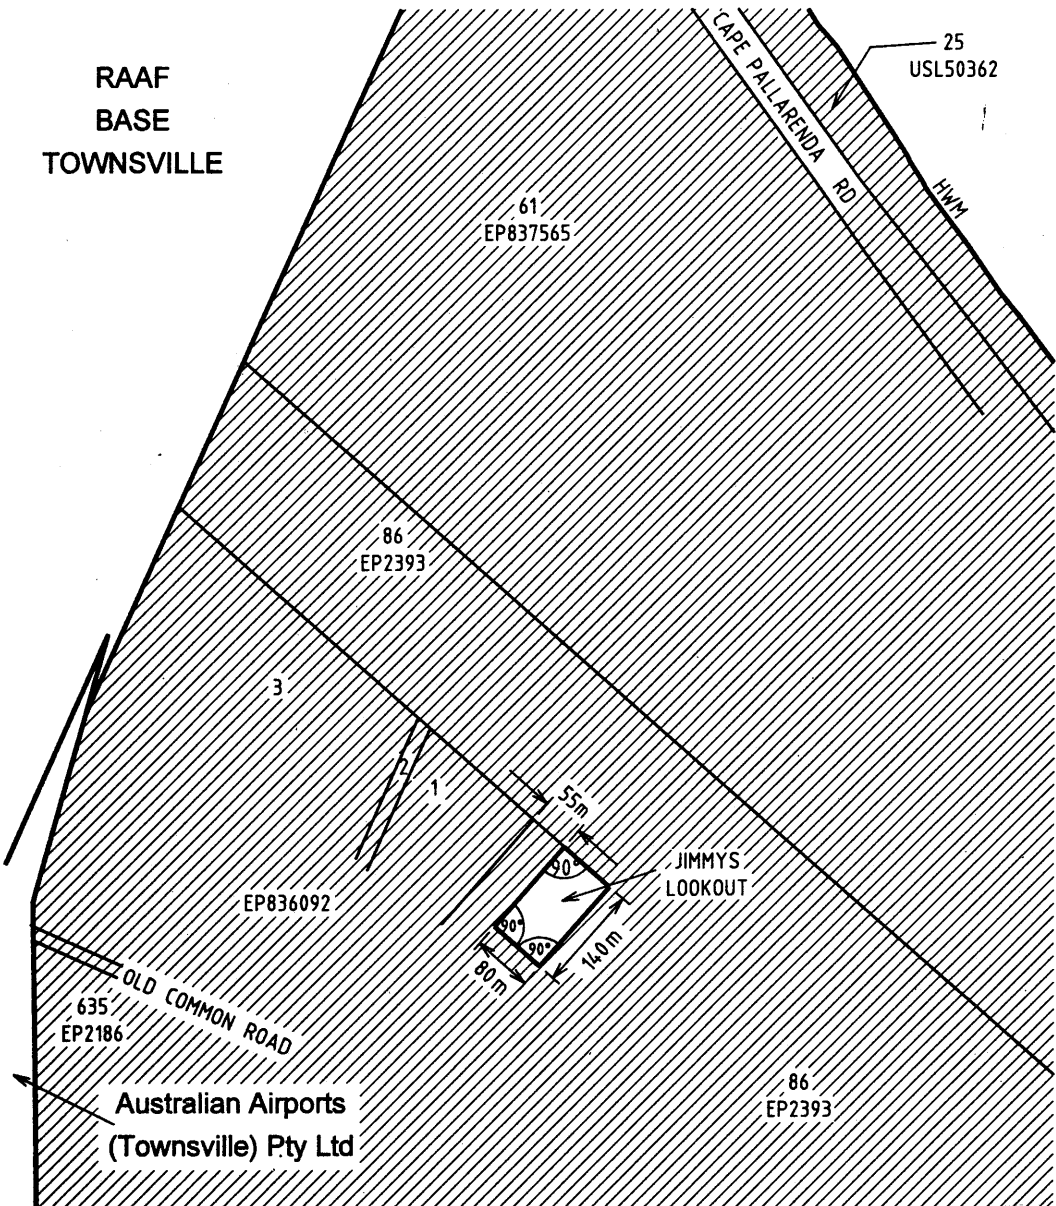 RAAF
BASE
TOWNSVILLE
CAPE PALLARENDA RD
25
USL50362
HWM
61
EP837565
86
EP2393
3
2
1
55m
90°
JIMMYS
LOOKOUT
EP836092
90°
90°
140m
80m
OLD COMMON ROAD
635
EP2186
86
EP2393
Australian Airports
(Townsville) Pty Ltd